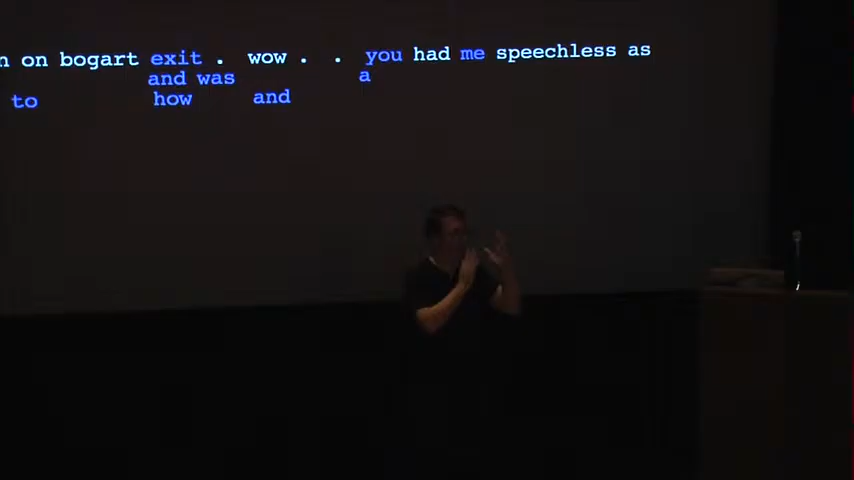 n on bogart exit . wow . . you had me speechless as
and was a
to how and